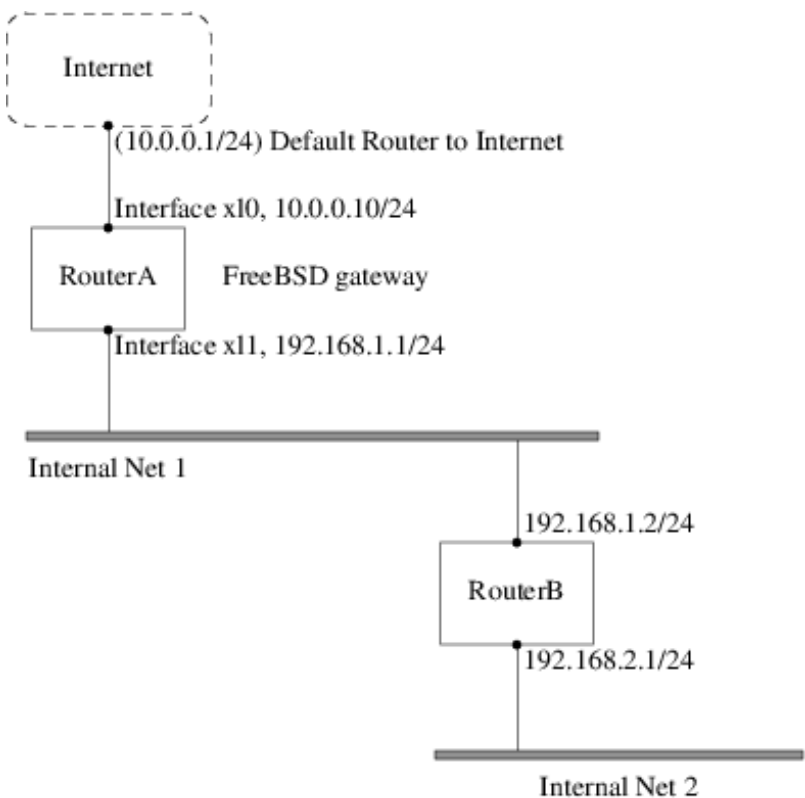 Internet
(10.0.0.1/24) Default Router to Internet
Interface xl0, 10.0.0.10/24
RouterA
FreeBSD gateway
Interface xl1, 192.168.1.1/24
Internal Net 1
192.168.1.2/24
RouterB
192.168.2.1/24
Internal Net 2